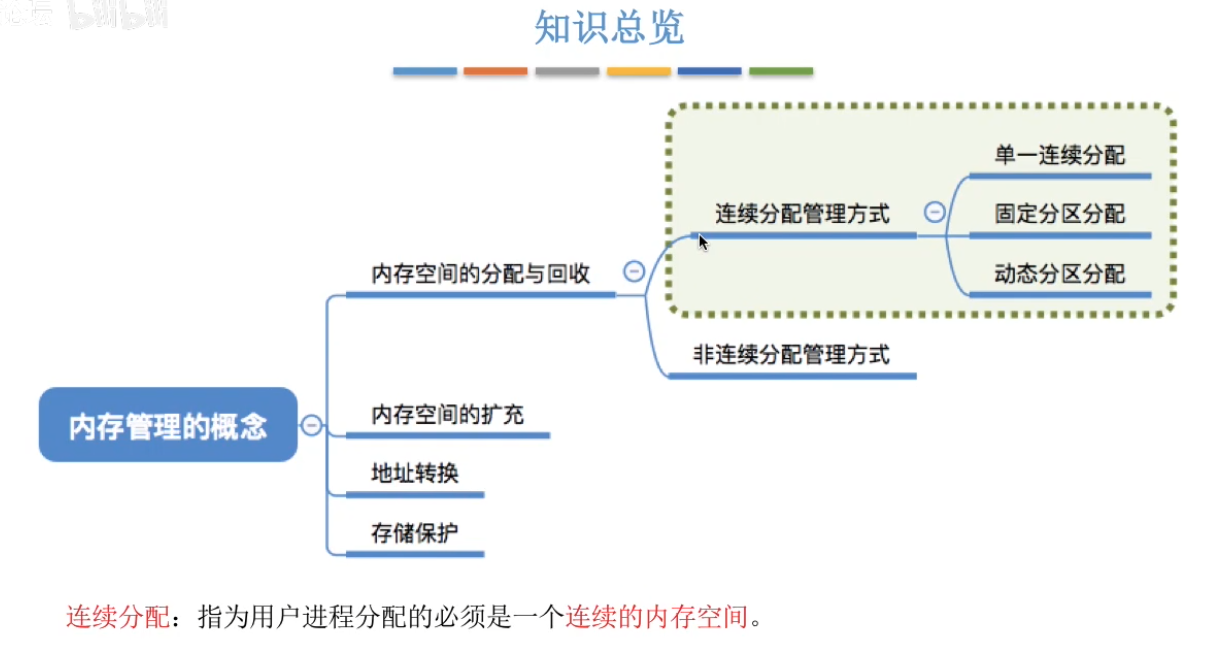 bilibili
知识总览
单一连续分配
连续分配管理方式
固定分区分配
内存空间的分配与回收
动态分区分配
非连续分配管理方式
内存空间的扩充
内存管理的概念
地址转换
存储保护
连续分配：指为用户进程分配的必须是一个连续的内存空间。